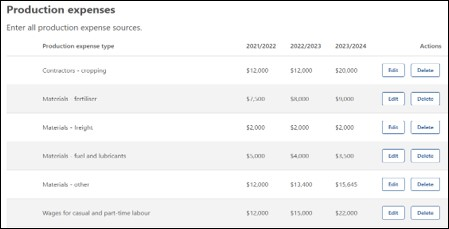 Production expenses
Enter all production expense sources.
Production expense type 2021/2022 2022/2023 2023/2024 Actions
Contractors - cropping $12,000 $12,000 $20,000 Edit Delete
Materials - fertiliser $7,500 $8,000 $9,000 Edit Delete
Materials - freight $2,000 $2,000 $2,000 Edit Delete
Materials - fuel and lubricants $5,000 $4,000 $3,500 Edit Delete
Materials - other $12,000 $13,400 $15,645 Edit Delete
Wages for casual and part-time labour $12,000 $15,000 $22,000 Edit Delete